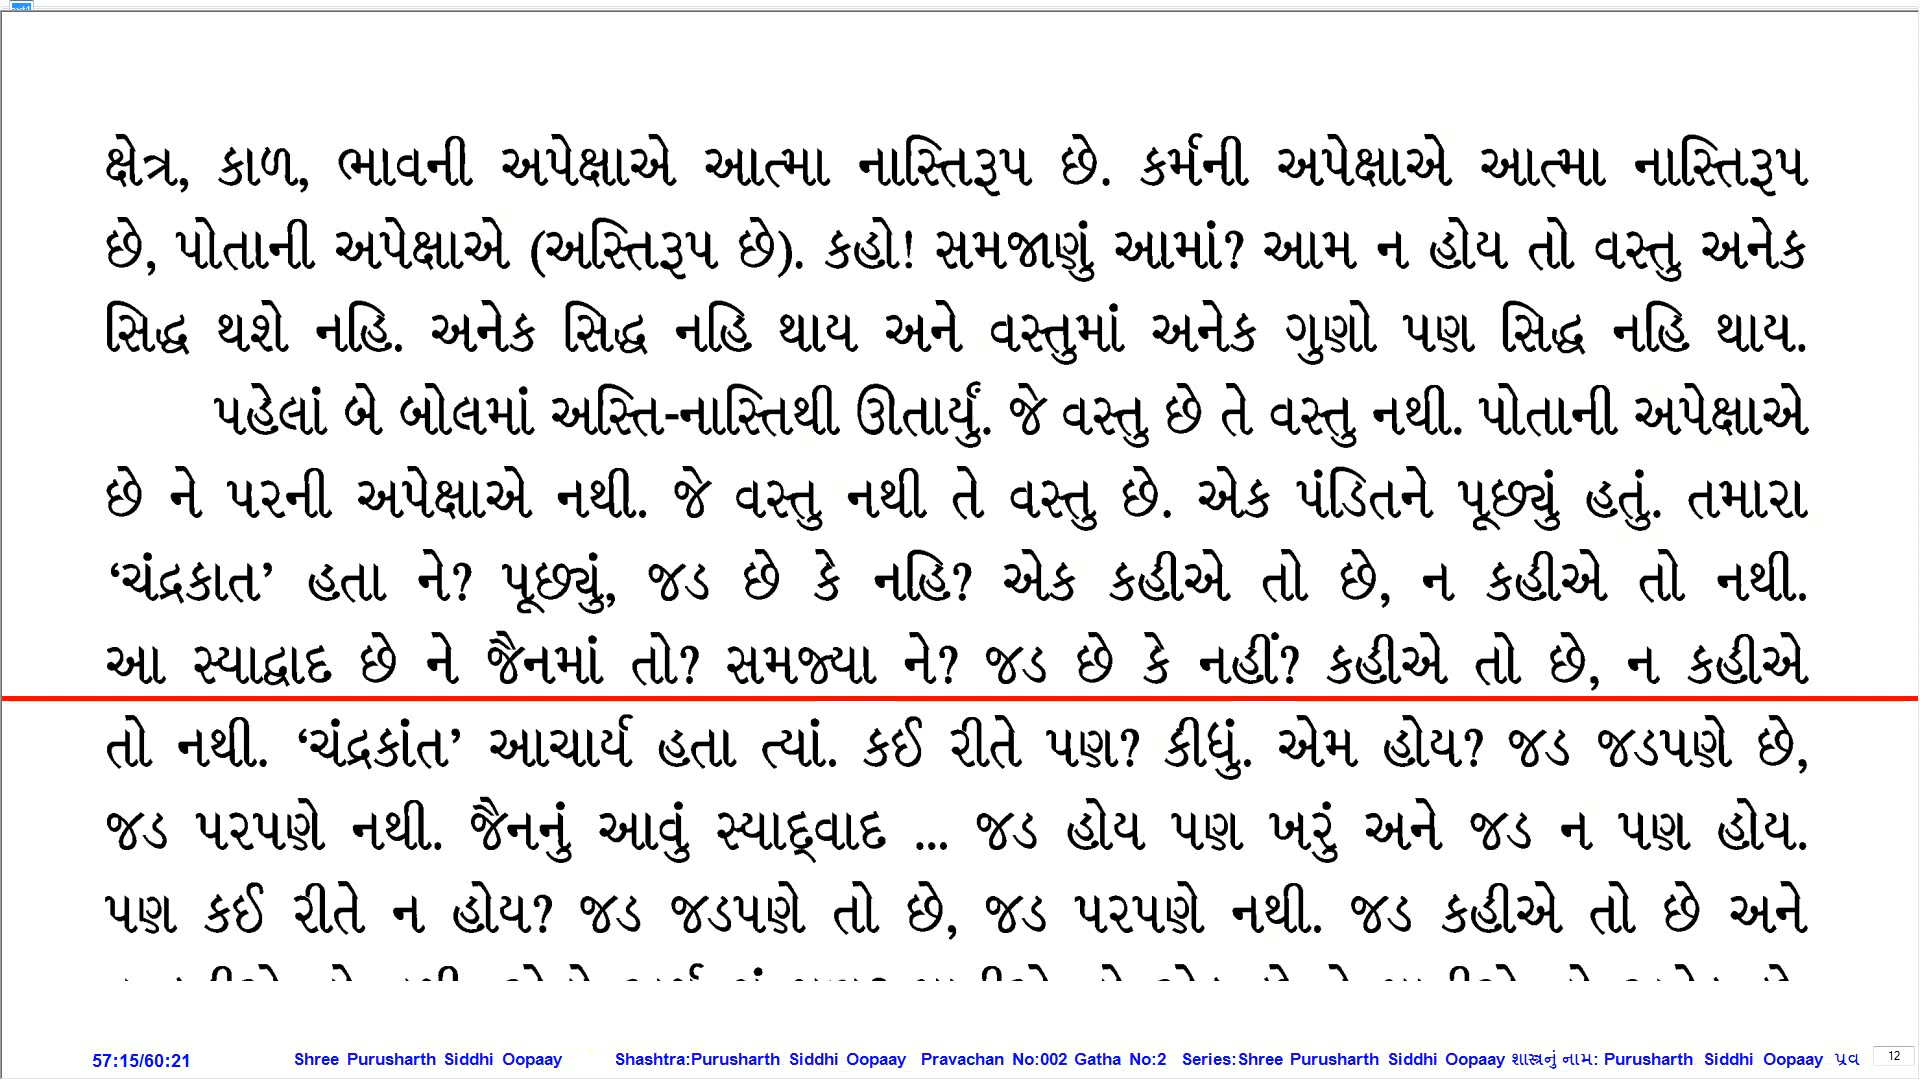 ક્ષેત્ર, કાળ, ભાવની અપેક્ષાએ આત્મા નાસ્તિરૂપ છે. કર્મની અપેક્ષાએ આત્મા નાસ્તિરૂપ
છે, પોતાની અપેક્ષાએ (અસ્તિરૂપ છે). કહો! સમજાણું આમાં? આમ ન હોય તો વસ્તુ અનેક
સિદ્ધ થશે નહિ. અનેક સિદ્ધ નહિ થાય અને વસ્તુમાં અનેક ગુણો પણ સિદ્ધ નહિ થાય.
પહેલાં બે બોલમાં અસ્તિ-નાસ્તિથી ઊતાર્યું. જે વસ્તુ છે તે વસ્તુ નથી. પોતાની અપેક્ષાએ
છે ને પરની અપેક્ષાએ નથી. જે વસ્તુ નથી તે વસ્તુ છે. એક પંડિતને પૂછ્યું હતું. તમારા
‘ચંદ્રકાત’ હતા ને? પૂછ્યું, જડ છે કે નહિ? એક કહીએ તો છે, ન કહીએ તો નથી.
આ સ્યાદ્વાદ છે ને જૈનમાં તો? સમજ્યા ને? જડ છે કે નહીં? કહીએ તો છે, ન કહીએ
તો નથી. ‘ચંદ્રકાંત’ આચાર્ય હતા ત્યાં. કઈ રીતે પણ? કીધું. એમ હોય? જડ જડપણે છે,
જડ પરપણે નથી. જૈનનું આવું સ્યાદ્‌વાદ ... જડ હોય પણ ખરું અને જડ ન પણ હોય.
પણ કઈ રીતે ન હોય? જડ જડપણે તો છે, જડ પરપણે નથી. જડ કહીએ તો છે અને
57:15/60:21 Shree Purusharth Siddhi Oopaay Shashtra:Purusharth Siddhi Oopaay Pravachan No:002 Gatha No:2 Series:Shree Purusharth Siddhi Oopaay શાસ્ત્રનું નામ: Purusharth Siddhi Oopaay પ્રવ 12